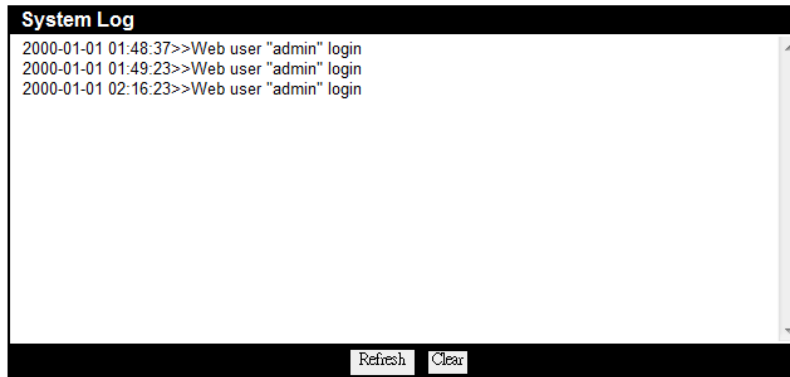 System Log
2000-01-01 01:48:37>>Web user "admin" login
2000-01-01 01:49:23>>Web user "admin" login
2000-01-01 02:16:23>>Web user "admin" login
Refresh Clear